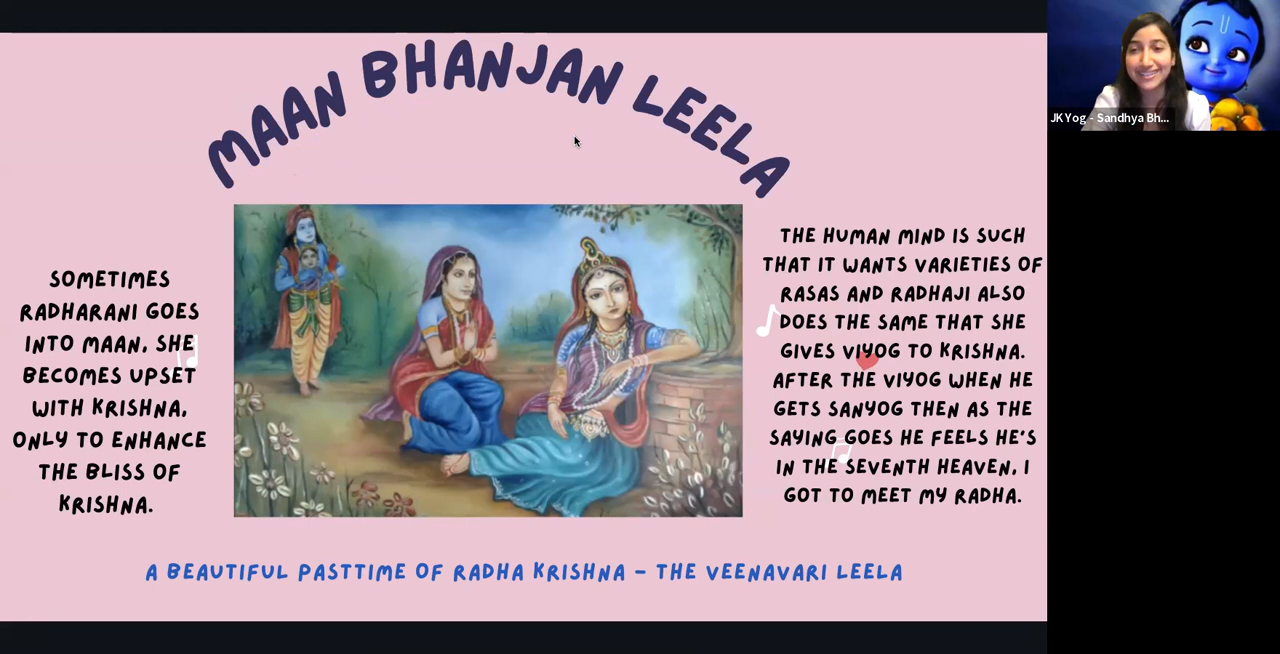 MAAN BHANJAN LEELA
SOMETIMES
RADHARANI GOES
INTO MAAN, SHE
BECOMES UPSET
WITH KRISHNA,
ONLY TO ENHANCE
THE BLISS OF
KRISHNA.
THE HUMAN MIND IS SUCH
THAT IT WANTS VARIETIES OF
RASAS AND RADHAJI ALSO
DOES THE SAME THAT SHE
GIVES VIYOG TO KRISHNA.
AFTER THE VIYOG WHEN HE
GETS SANYOG THEN AS THE
SAYING GOES HE FEELS HE'S
IN THE SEVENTH HEAVEN, I
GOT TO MEET MY RADHA.
A BEAUTIFUL PASTTIME OF RADHA KRISHNA - THE VEENAVARI LEELA
JKYog - Sandhya Bh...